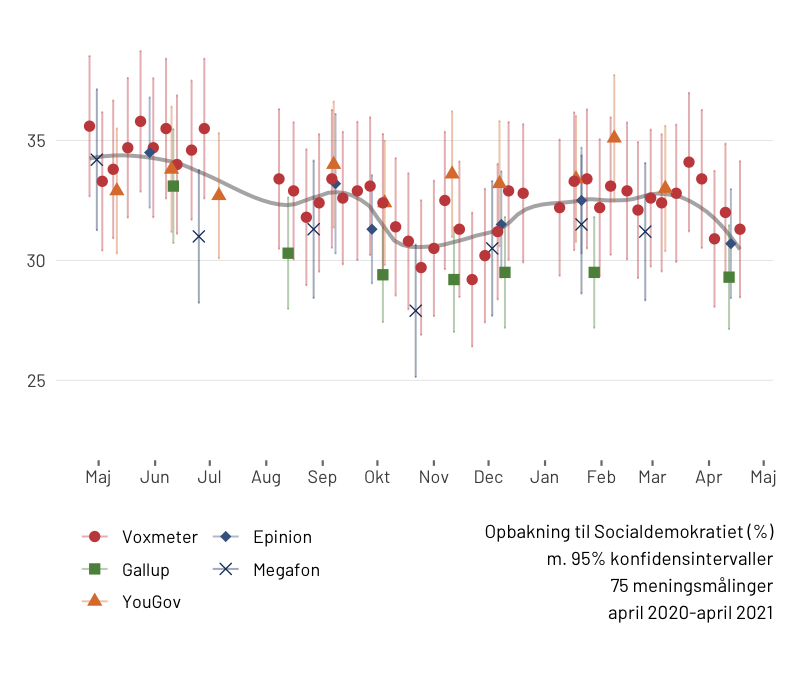 35
30
25
Maj Jun Jul Aug Sep Okt Nov Dec Jan Feb Mar Apr Maj
Voxmeter Epinion
Gallup Megafon
YouGov
Opbakning til Socialdemokratiet (%)
m. 95% konfidensintervaller
75 meningsmålinger
april 2020-april 2021